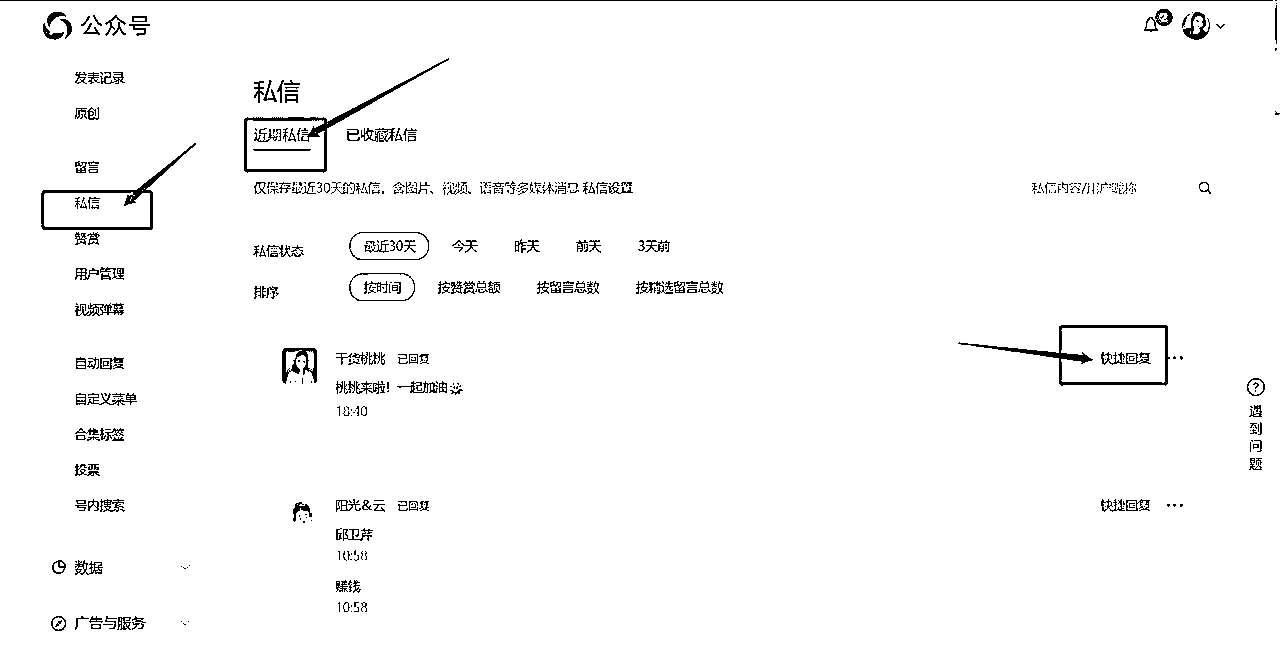 公众号
2
发表记录
原创
留言
私信
赞赏
用户管理
视频弹幕
自动回复
自定义菜单
合集标签
投票
号内搜索
数据
广告与服务
私信
近期私信 已收藏私信
仅保存最近30天的私信，含图片、视频、语音等多媒体消息 私信设置
私信内容/用户昵称
私信状态 最近30天 今天 昨天 前天 3天前
排序 按时间 按赞赏总额 按留言总数 按精选留言总数
干货桃桃 已回复 快捷回复 ···
桃桃来啦！一起加油
18:40
阳光&云 已回复 快捷回复 ···
邱卫芹
10:58
赚钱
10:58
遇到问题